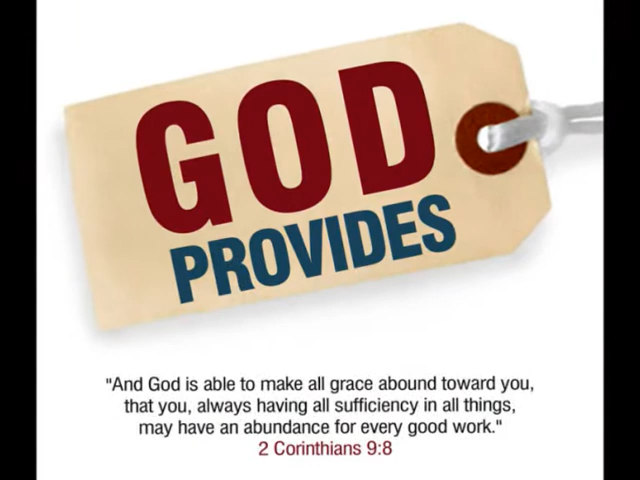 GOD
PROVIDES
"And God is able to make all grace abound toward you,
that you, always having all sufficiency in all things,
may have an abundance for every good work."
2 Corinthians 9:8